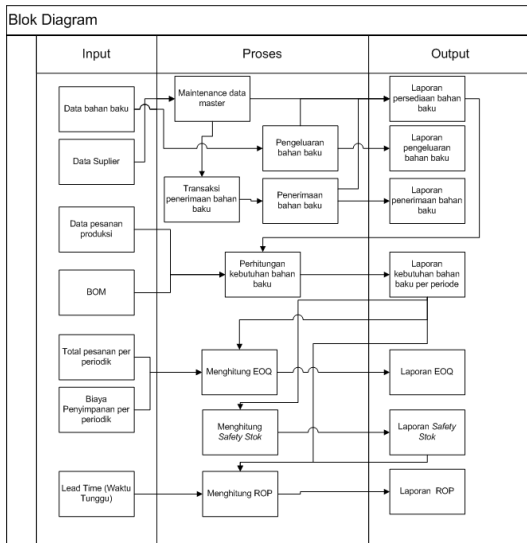 Blok Diagram
Input
Proses
Output
Data bahan baku
Data Suplier
Data pesanan
produksi
BOM
Total pesanan per
periodik
Biaya
Penyimpanan per
periodik
Lead Time (Waktu
Tunggu)
Maintenance data
master
Pengeluaran
bahan baku
Transaksi
penerimaan bahan
baku
Penerimaan
bahan baku
Perhitungan
kebutuhan bahan
baku
Menghitung EOQ
Menghitung
Safety Stok
Menghitung ROP
Laporan
persediaan bahan
baku
Laporan
pengeluaran
bahan baku
Laporan
penerimaan bahan
baku
Laporan
kebutuhan bahan
baku per periode
Laporan EOQ
Laporan Safety
Stok
Laporan ROP